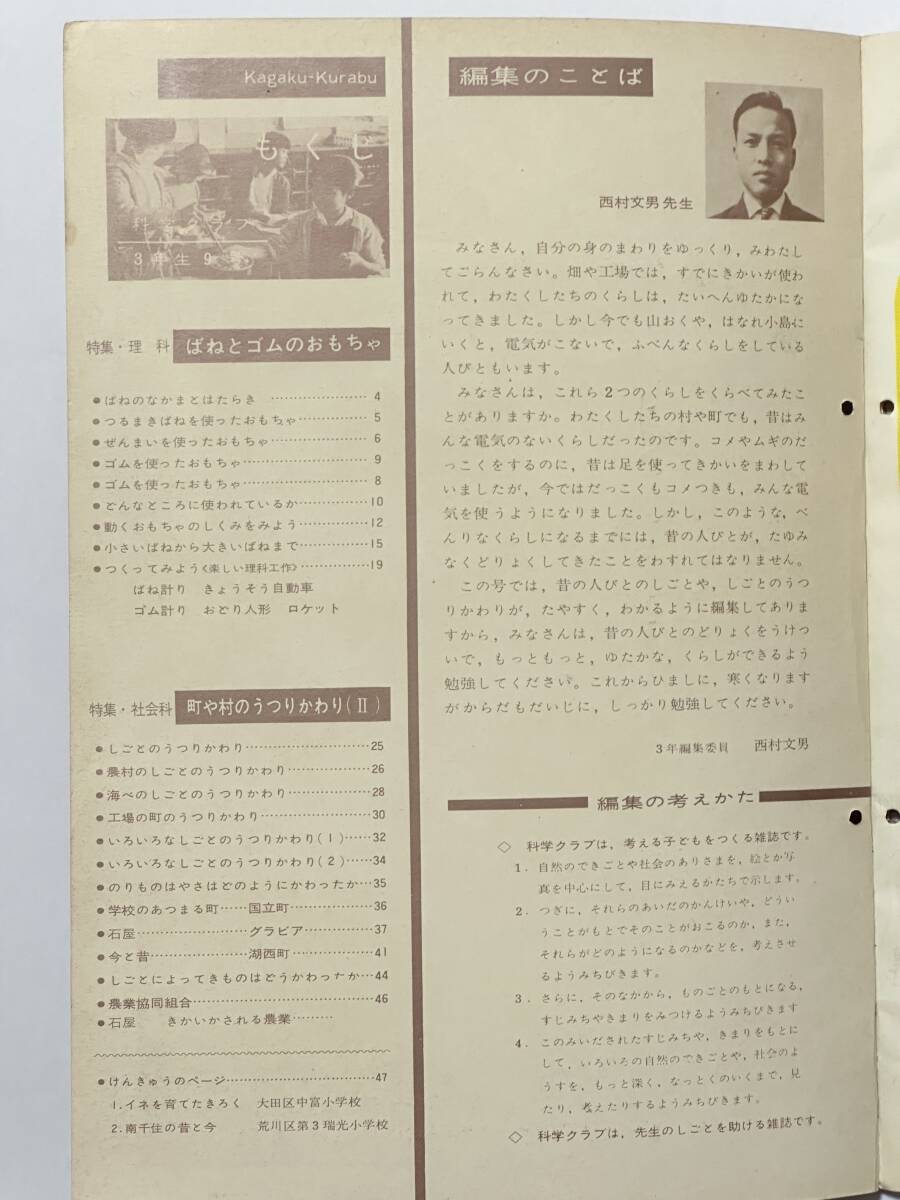 Kagaku-Kurabu
もくじ
科学クラブ
3年生9
特集・理　科　ばねとゴムのおもちゃ
●ばねのなかまとはたらき ………………4
●つるまきばねを使ったおもちゃ…………5
●ぜんまいを使ったおもちゃ………………6
●ゴムを使ったおもちゃ……………………9
●ゴムを使ったおもちゃ……………………8
●どんなところに使われているか…………10
●動くおもちゃのしくみをみよう…………12
●小さいばねから大きいばねまで…………15
●つくってみよう〈楽しい理科工作〉………19
ばね計り　きょうそう自動車
ゴム計り　おどり人形　ロケット
特集・社会科　町や村のうつりかわり(Ⅱ)
●しごとのうつりかわり……………………25
●農村のしごとのうつりかわり……………26
●海べのしごとのうつりかわり……………28
●工場の町のうつりかわり…………………30
●いろいろなしごとのうつりかわり(1)……32
●いろいろなしごとのうつりかわり(2)……34
●のりものはやさはどのようにかわったか…35
●学校のあつまる町……国立町……………36
●石屋…………………グラビア……………37
●今と昔………………湖西町………………41
●しごとによってきものはどうかわったか…44
●農業協同組合………………………………46
●石屋　　きかいかされる農業………
●けんきゅうのページ………………………47
1.イネを育てたきろく　大田区中富小学校
2.南千住の昔と今　　荒川区第3瑞光小学校
編集のことば
西村文男先生
みなさん，自分の身のまわりをゆっくり，みわたし
てごらんなさい。畑や工場では，すでにきかいが使わ
れて，わたくしたちのくらしは，たいへんゆたかにな
ってきました。しかし今でも山おくや，はなれ小島に
いくと，電気がこないで，ふべんなくらしをしている
人びともいます。
みなさんは，これら2つのくらしをくらべてみたこ
とがありますか。わたくしたちの村や町でも，昔はみ
んな電気のないくらしだったのです。コメやムギのだ
っこくをするのに，昔は足を使ってきかいをまわして
いましたが，今ではだっこくもコメつきも，みんな電
気を使うようになりました。しかし，このような，べ
んりなくらしになるまでには，昔の人びとが，たゆみ
なくどりょくしてきたことをわすれてはなりません。
この号では，昔の人びとのしごとや，しごとのうつ
りかわりが，たやすく，わかるように編集してありま
すから，みなさんは，昔の人びとのどりょくをうけつ
いで，もっともっと，ゆたかな，くらしができるよう
勉強してください。これからひましに，寒くなります
がからだもだいじに，しっかり勉強してください。
3年編集委員　西村文男
編集の考えかた
◇　科学クラブは，考える子どもをつくる雑誌です。
1．自然のできごとや社会のありさまを，絵とか写
真を中心にして，目にみえるかたちで示します。
2．つぎに，それらのあいだのかんけいや，どうい
うことがもとでそのことがおこるのか，また，
それらがどのようになるのかなどを，考えさせ
るようみちびきます。
3．さらに，そのなかから，ものごとのもとになる，
すじみちやきまりをみつけるようみちびきます
4．このみいだされたすじみちや，きまりをもとに
して，いろいろの自然のできごとや，社会のよ
うすを，もっと深く，なっとくのいくまで，見
たり，考えたりするようみちびきます。
◇　科学クラブは，先生のしごとを助ける雑誌です。